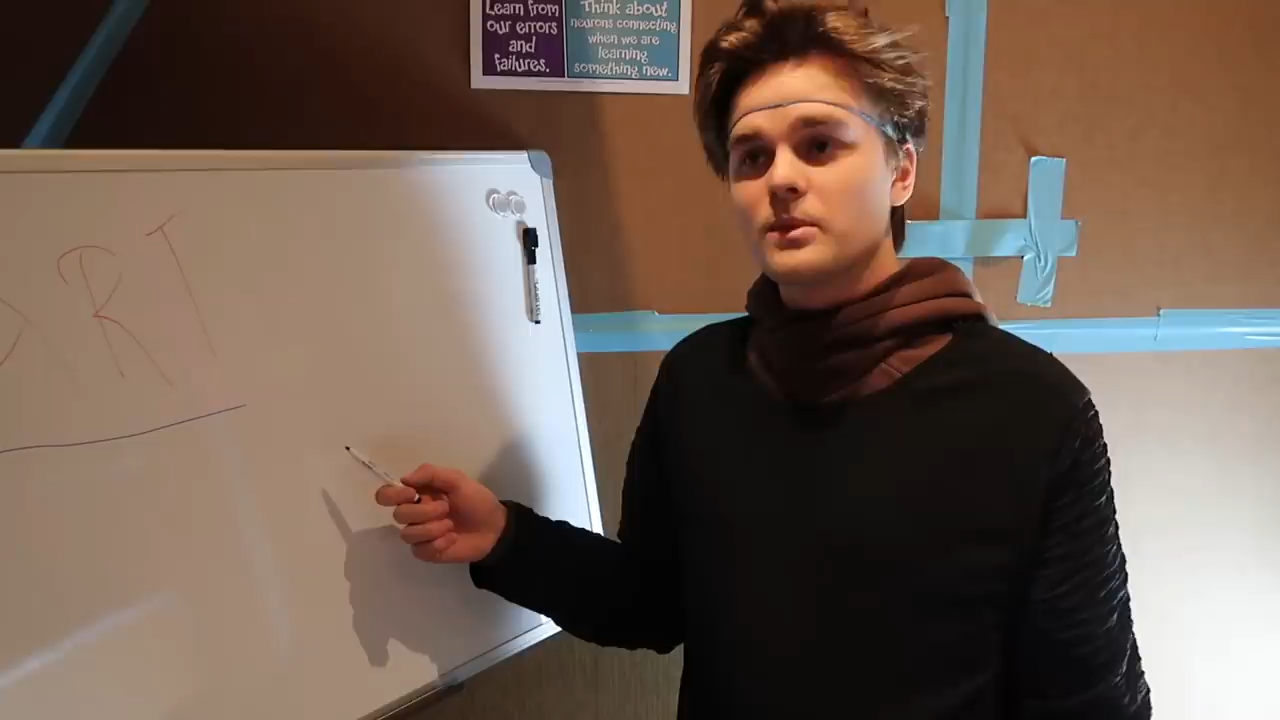 Learn from
our errors
and
failures.
Think about
neurons connecting
when we are
learning
something new.
RT